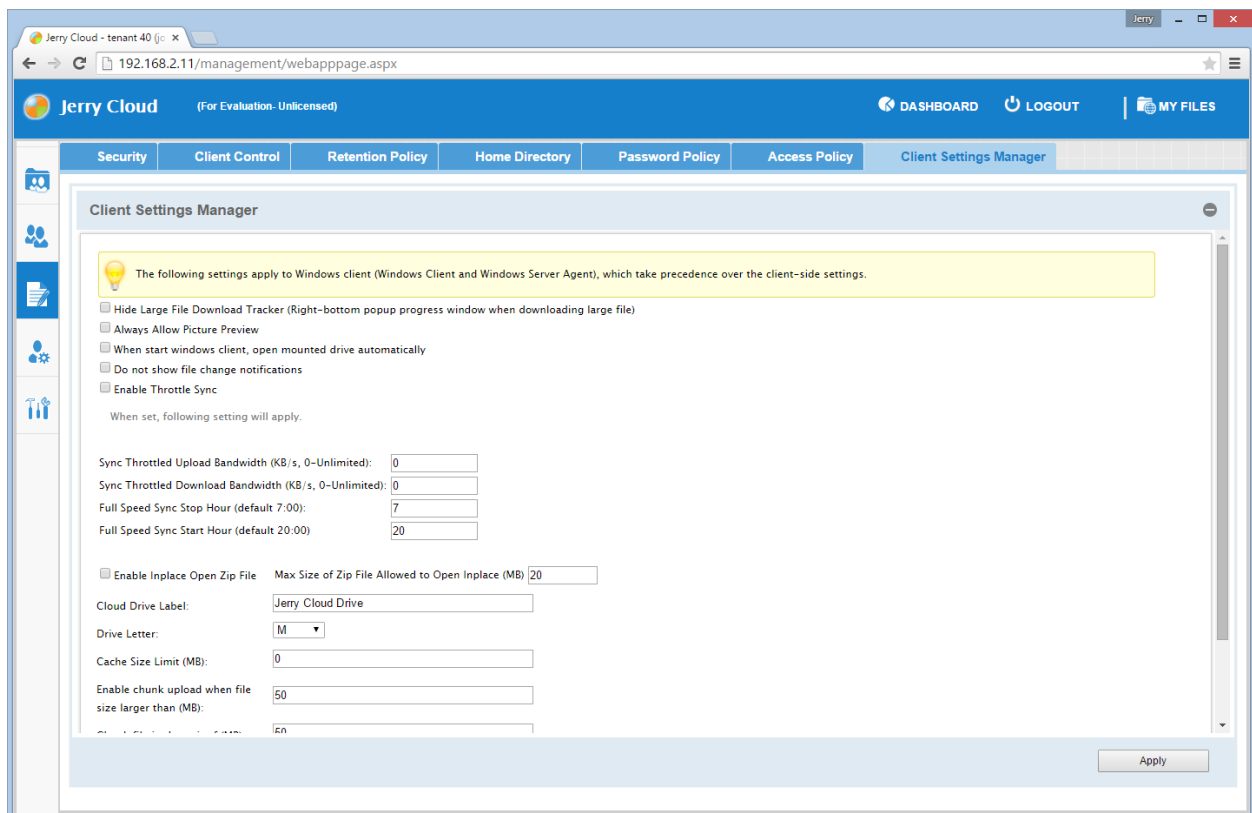 Jerry
Jerry Cloud - tenant 40 (jo
192.168.2.11/management/webapppage.aspx
Jerry Cloud (For Evaluation- Unlicensed) DASHBOARD LOGOUT | MY FILES
Security Client Control Retention Policy Home Directory Password Policy Access Policy Client Settings Manager
Client Settings Manager
The following settings apply to Windows client (Windows Client and Windows Server Agent), which take precedence over the client-side settings.
Hide Large File Download Tracker (Right-bottom popup progress window when downloading large file)
Always Allow Picture Preview
When start windows client, open mounted drive automatically
Do not show file change notifications
Enable Throttle Sync
When set, following setting will apply.
Sync Throttled Upload Bandwidth (KB/s, 0-Unlimited): 0
Sync Throttled Download Bandwidth (KB/s, 0-Unlimited): 0
Full Speed Sync Stop Hour (default 7:00): 7
Full Speed Sync Start Hour (default 20:00) 20
Enable Inplace Open Zip File Max Size of Zip File Allowed to Open Inplace (MB) 20
Cloud Drive Label: Jerry Cloud Drive
Drive Letter: M
Cache Size Limit (MB): 0
Enable chunk upload when file
size larger than (MB): 50
50
Apply